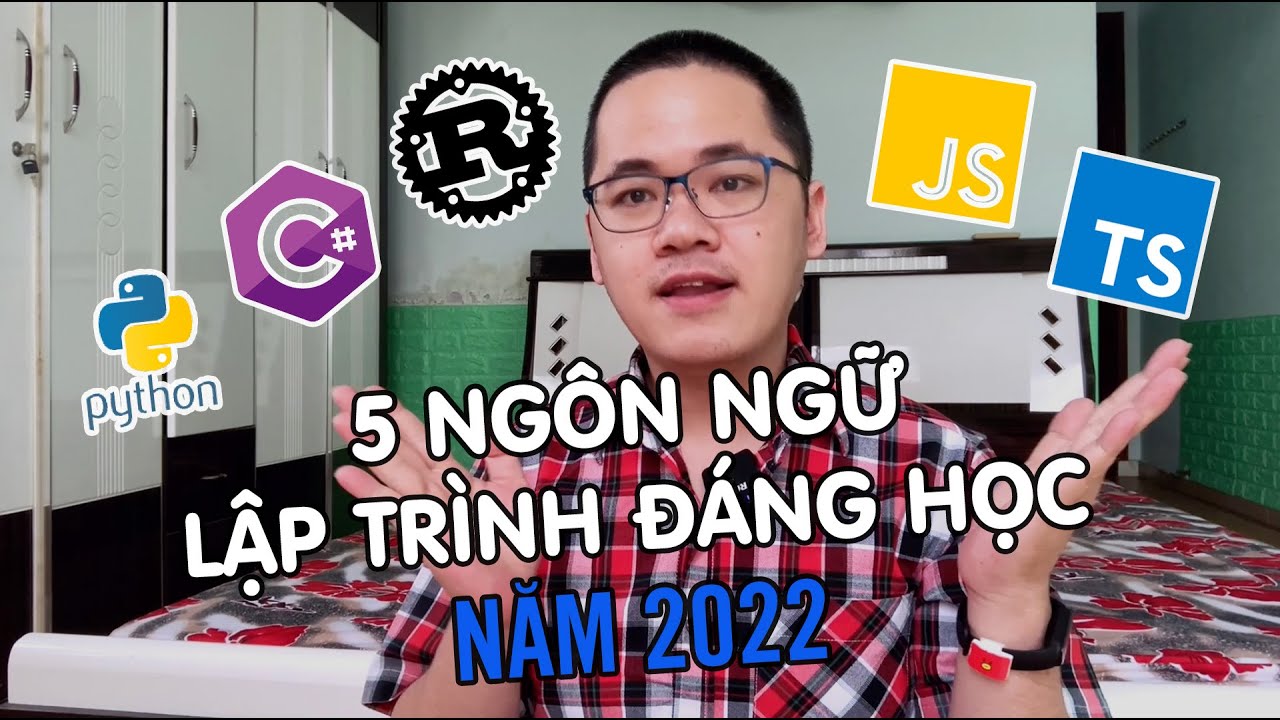 R
JS
C#
TS
python
5 NGÔN NGỮ
LẬP TRÌNH ĐÁNG HỌC
NĂM 2022